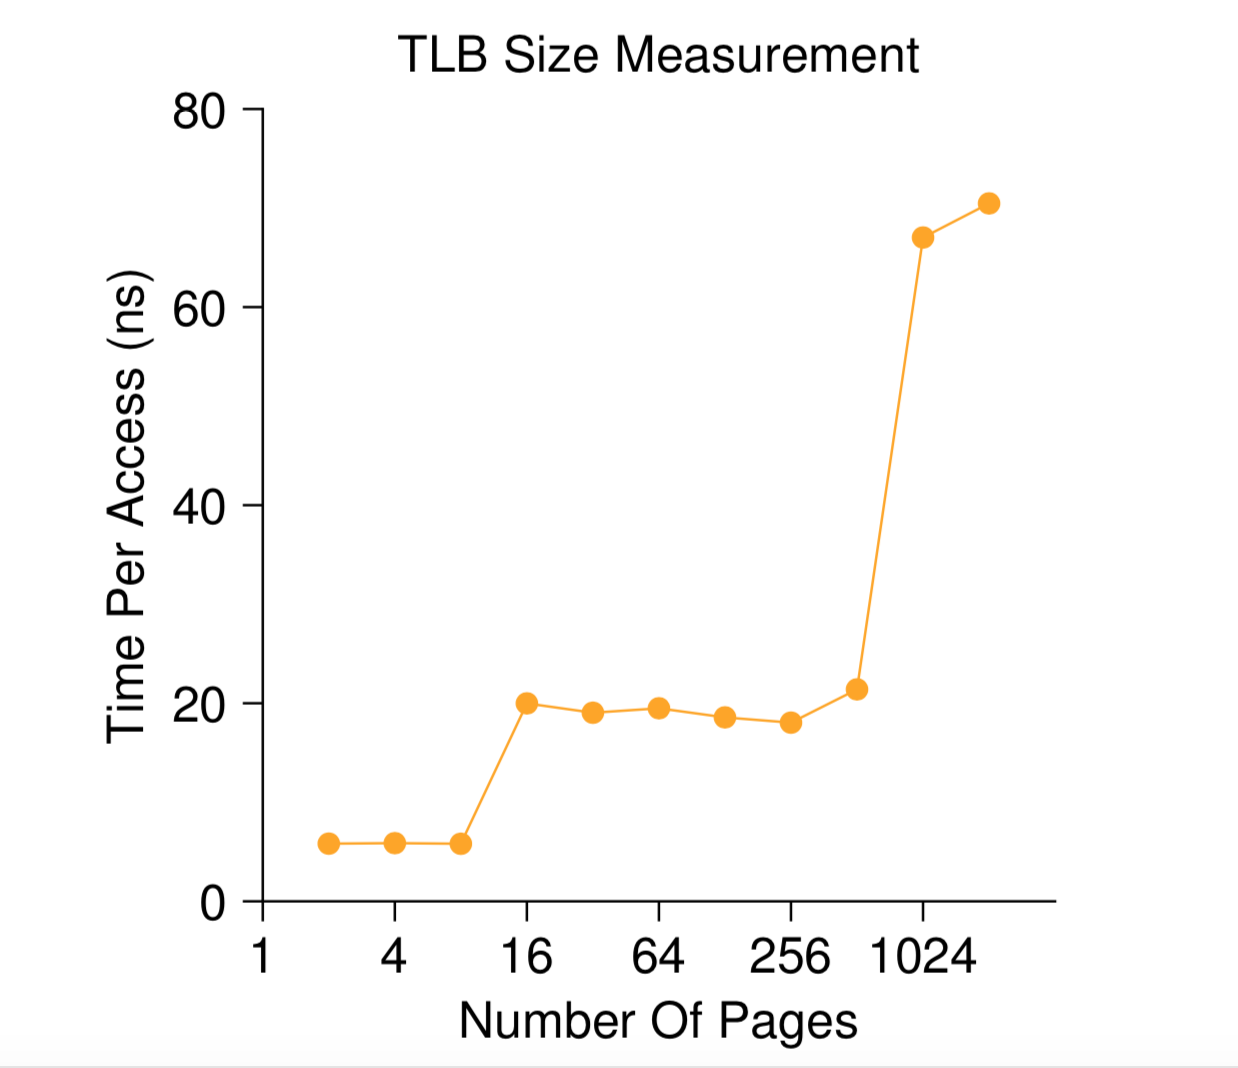 TLB Size Measurement
80
60
40
20
0
Time Per Access (ns)
1 4 16 64 256 1024
Number Of Pages